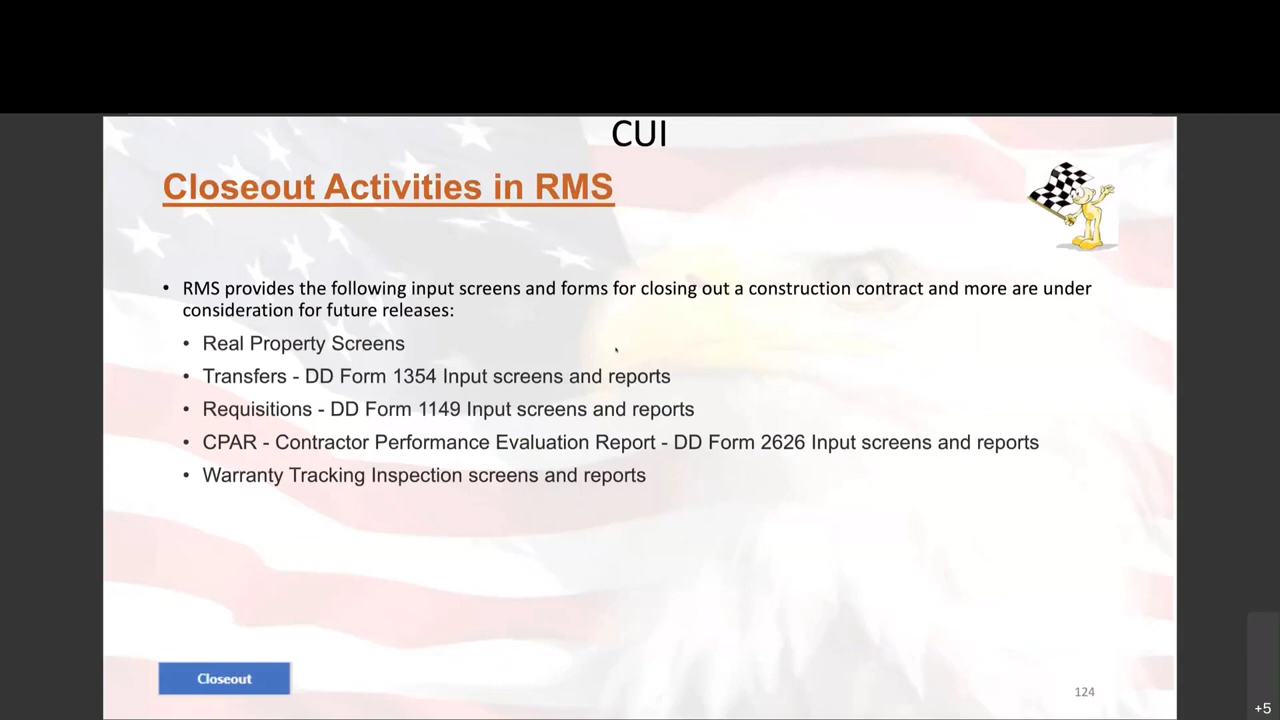 CUI
Closeout Activities in RMS
• RMS provides the following input screens and forms for closing out a construction contract and more are under
consideration for future releases:
• Real Property Screens
• Transfers - DD Form 1354 Input screens and reports
• Requisitions - DD Form 1149 Input screens and reports
• CPAR - Contractor Performance Evaluation Report - DD Form 2626 Input screens and reports
• Warranty Tracking Inspection screens and reports
Closeout
124
+5